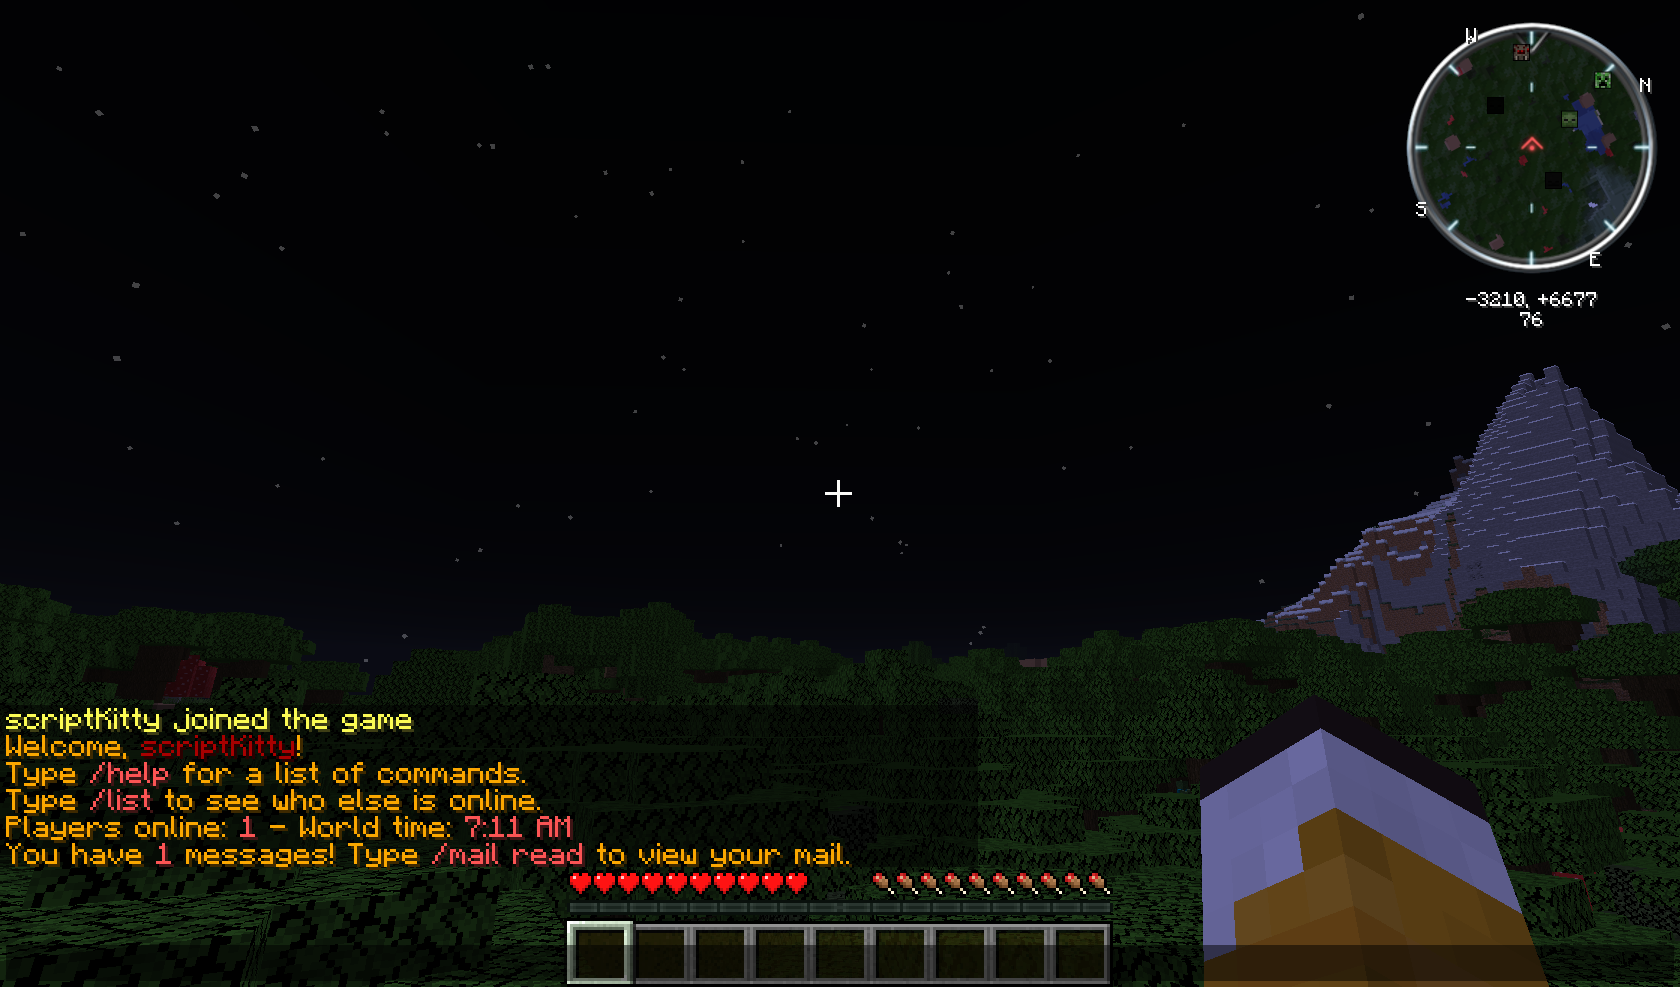 W
N
S
E
-3210, +6677
76
scriptKitty joined the game
Welcome, scriptKitty!
Type /help for a list of commands.
Type /list to see who else is online.
Players online: 1 - World time: 7:11 AM
You have 1 messages! Type /mail read to view your mail.